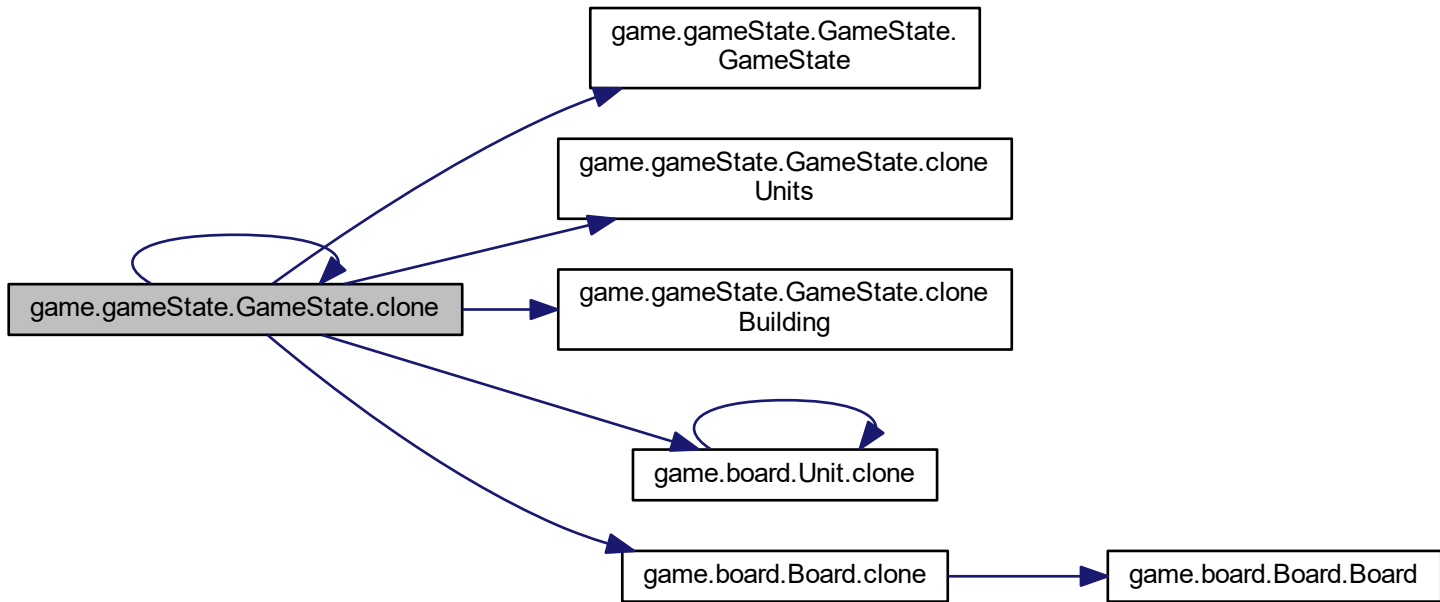 game.gameState.GameState.
GameState
game.gameState.GameState.clone
Units
game.gameState.GameState.clone
game.gameState.GameState.clone
Building
game.board.Unit.clone
game.board.Board.clone
game.board.Board.Board